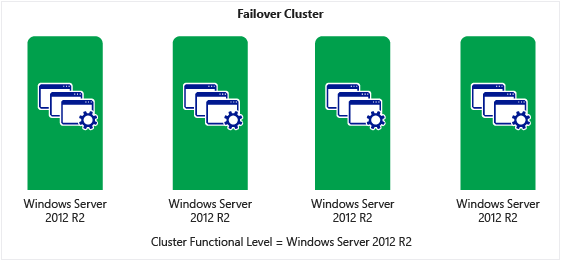 Failover Cluster
Windows Server Windows Server Windows Server Windows Server
2012 R2 2012 R2 2012 R2 2012 R2
Cluster Functional Level = Windows Server 2012 R2